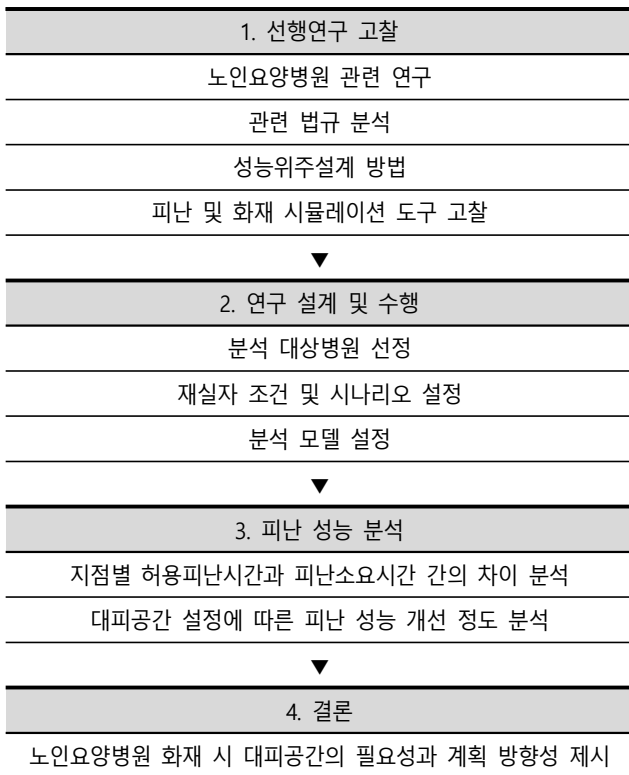 1. 선행연구 고찰
노인요양병원 관련 연구
관련 법규 분석
성능위주설계 방법
피난 및 화재 시뮬레이션 도구 고찰
▼
2. 연구 설계 및 수행
분석 대상병원 선정
재실자 조건 및 시나리오 설정
분석 모델 설정
▼
3. 피난 성능 분석
지점별 허용피난시간과 피난소요시간 간의 차이 분석
대피공간 설정에 따른 피난 성능 개선 정도 분석
▼
4. 결론
노인요양병원 화재 시 대피공간의 필요성과 계획 방향성 제시